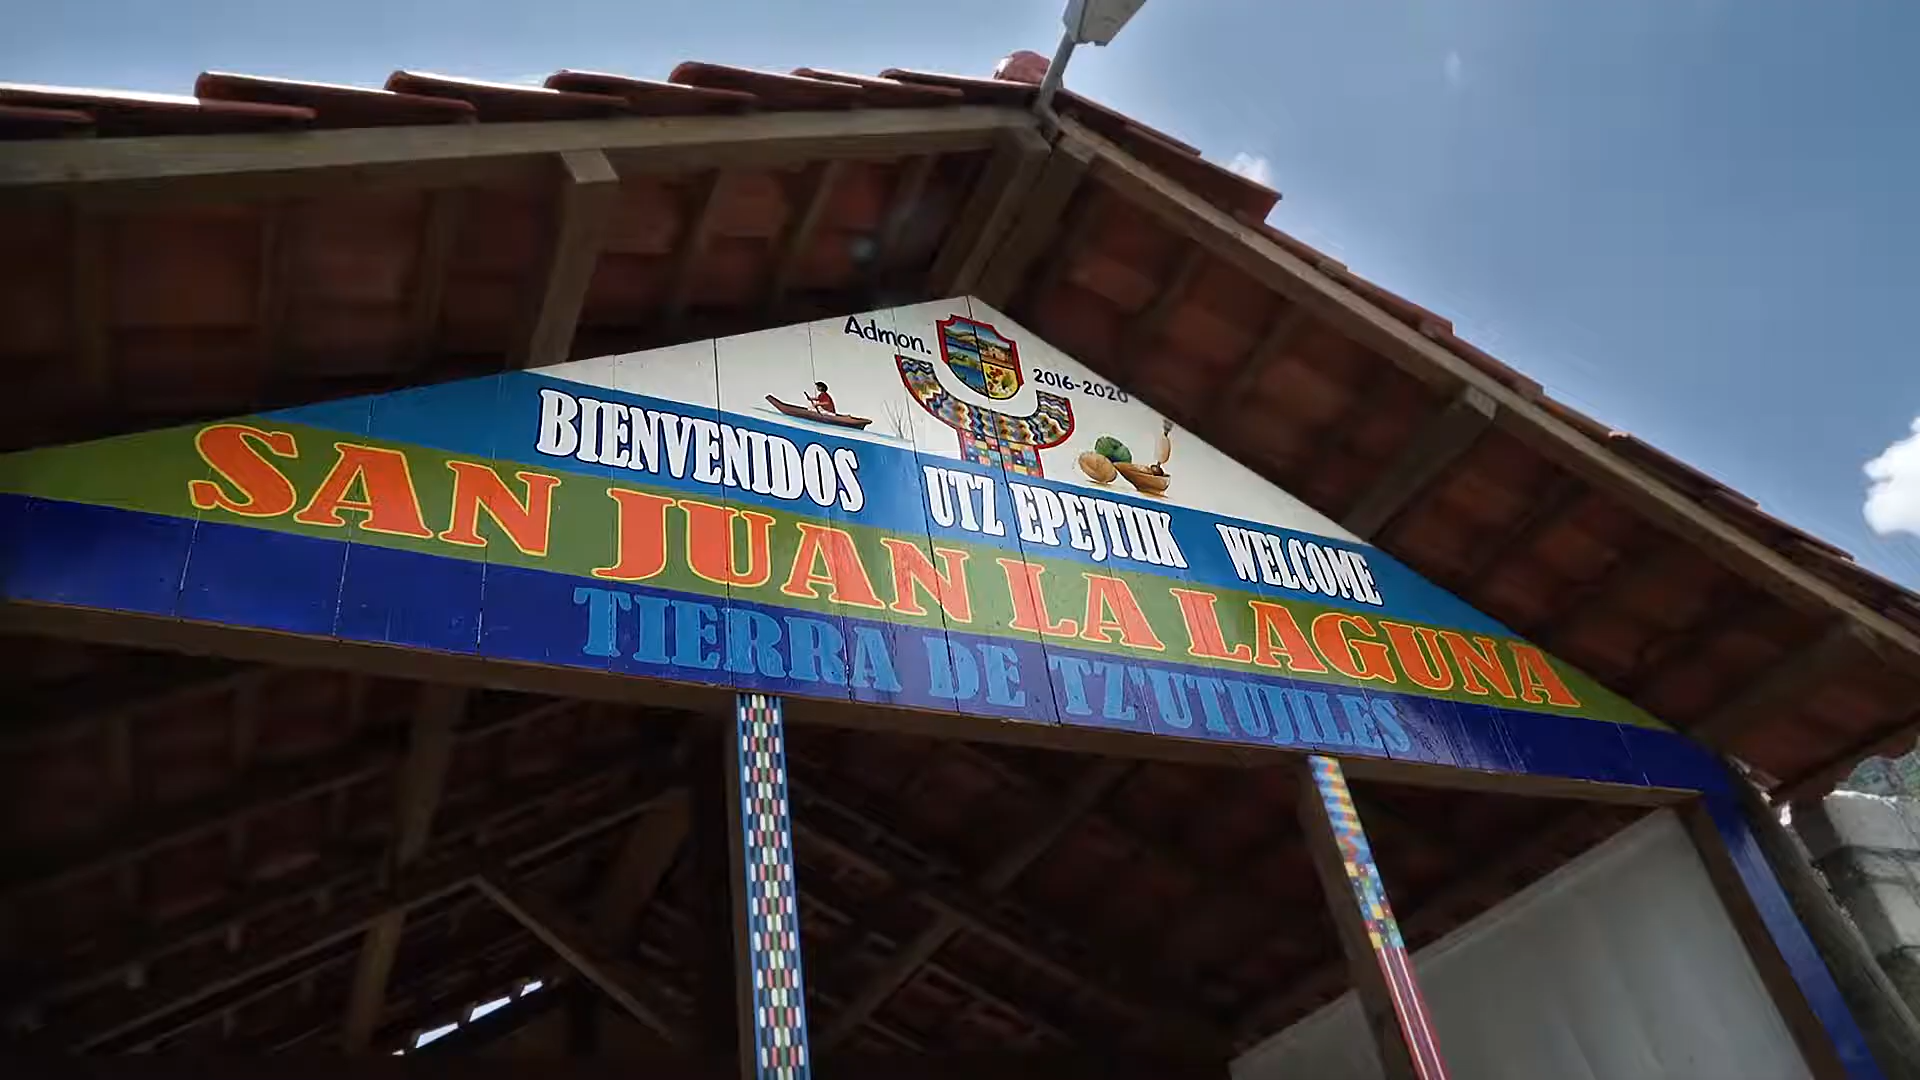 Admon. 2016-2020
BIENVENIDOS UTZ EPEJTIIK WELCOME
SAN JUAN LA LAGUNA
TIERRA DE TZ'UTUJILES